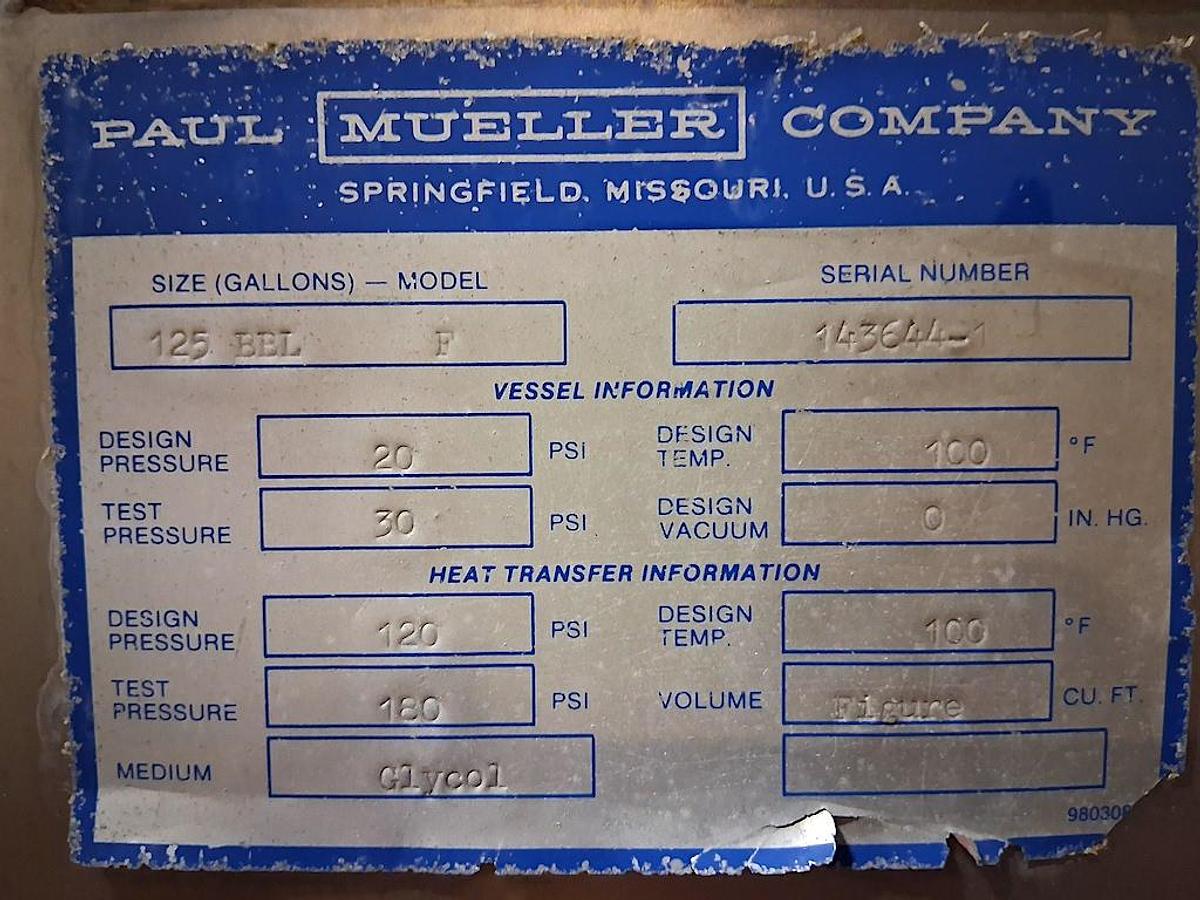 PAUL MUELLER COMPANY
SPRINGFIELD, MISSOURI, U.S.A.
SIZE (GALLONS) — MODEL SERIAL NUMBER
125 BBL F 143644-1
VESSEL INFORMATION
DESIGN PRESSURE 20 PSI DESIGN TEMP. 100 °F
TEST PRESSURE 30 PSI DESIGN VACUUM 0 IN. HG.
HEAT TRANSFER INFORMATION
DESIGN PRESSURE 120 PSI DESIGN TEMP. 100 °F
TEST PRESSURE 180 PSI VOLUME Figure CU. FT.
MEDIUM Glycol